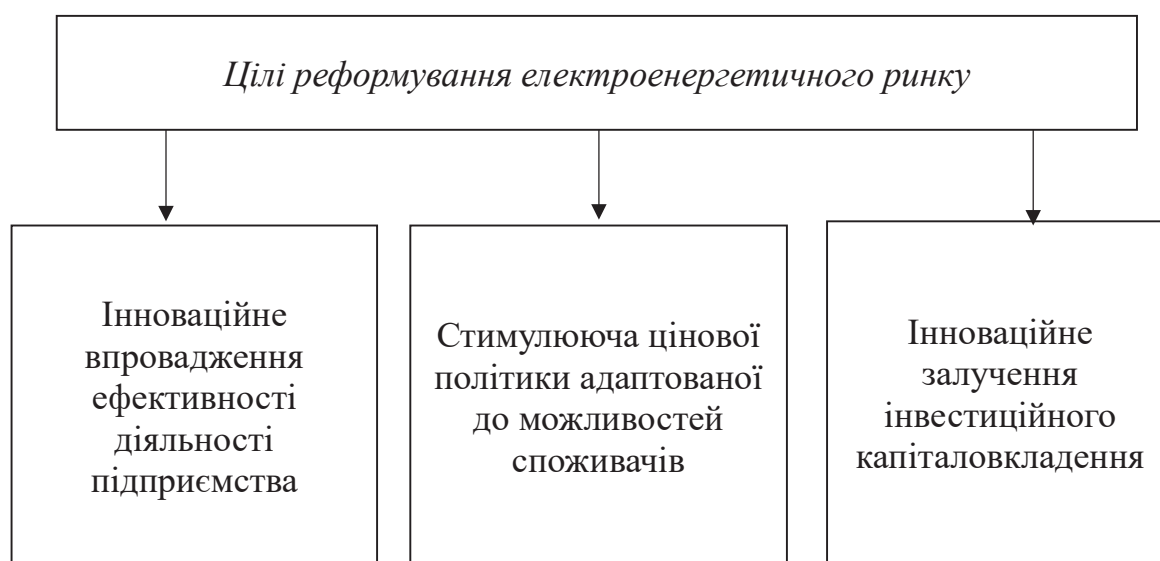 Цілі реформування електроенергетичного ринку
Інноваційне
впровадження
ефективності
діяльності
підприємства
Стимулююча цінової
політики адаптованої
до можливостей
споживачів
Інноваційне
залучення
інвестиційного
капіталовкладення